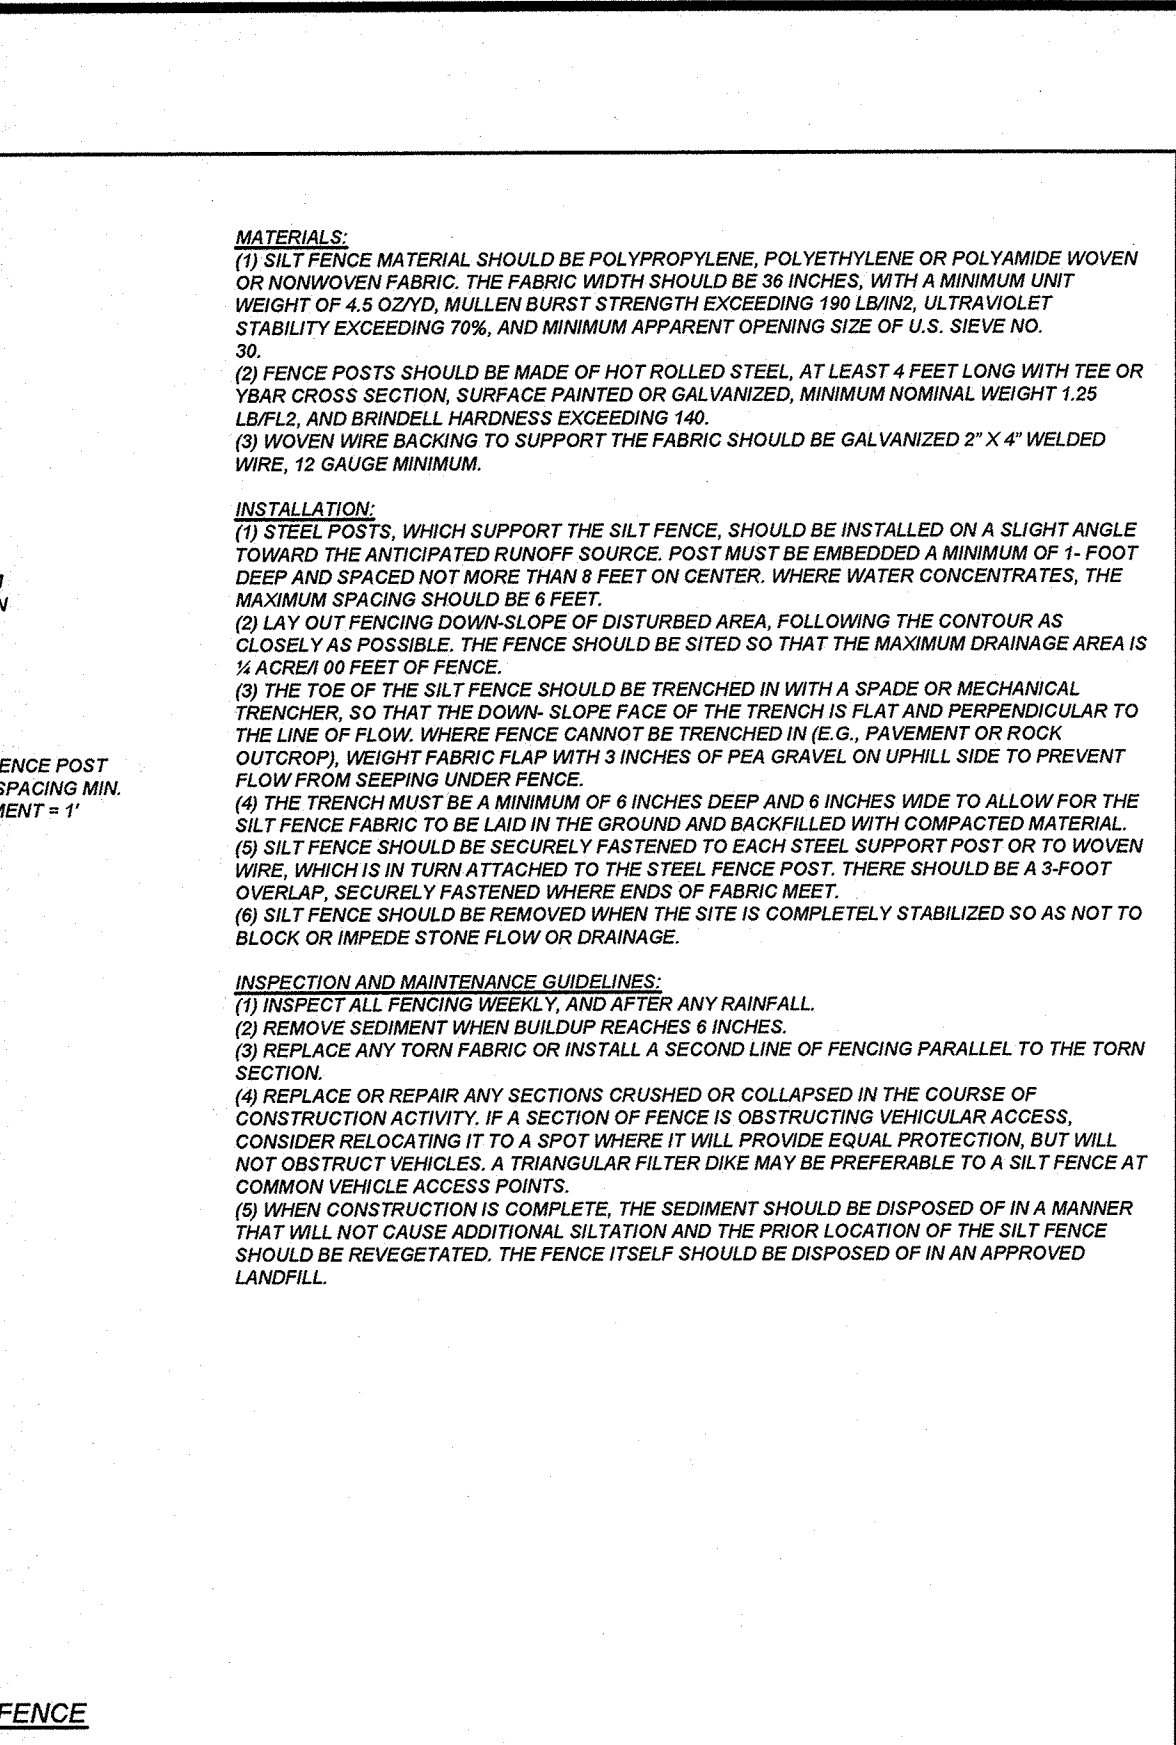 MATERIALS:
(1) SILT FENCE MATERIAL SHOULD BE POLYPROPYLENE, POLYETHYLENE OR POLYAMIDE WOVEN
OR NONWOVEN FABRIC. THE FABRIC WIDTH SHOULD BE 36 INCHES, WITH A MINIMUM UNIT
WEIGHT OF 4.5 OZ/YD, MULLEN BURST STRENGTH EXCEEDING 190 LB/IN2, ULTRAVIOLET
STABILITY EXCEEDING 70%, AND MINIMUM APPARENT OPENING SIZE OF U.S. SIEVE NO.
30.
(2) FENCE POSTS SHOULD BE MADE OF HOT ROLLED STEEL, AT LEAST 4 FEET LONG WITH TEE OR
YBAR CROSS SECTION, SURFACE PAINTED OR GALVANIZED, MINIMUM NOMINAL WEIGHT 1.25
LB/FL2, AND BRINDELL HARDNESS EXCEEDING 140.
(3) WOVEN WIRE BACKING TO SUPPORT THE FABRIC SHOULD BE GALVANIZED 2" X 4" WELDED
WIRE, 12 GAUGE MINIMUM.
INSTALLATION:
(1) STEEL POSTS, WHICH SUPPORT THE SILT FENCE, SHOULD BE INSTALLED ON A SLIGHT ANGLE
TOWARD THE ANTICIPATED RUNOFF SOURCE. POST MUST BE EMBEDDED A MINIMUM OF 1- FOOT
DEEP AND SPACED NOT MORE THAN 8 FEET ON CENTER. WHERE WATER CONCENTRATES, THE
MAXIMUM SPACING SHOULD BE 6 FEET.
(2) LAY OUT FENCING DOWN-SLOPE OF DISTURBED AREA, FOLLOWING THE CONTOUR AS
CLOSELY AS POSSIBLE. THE FENCE SHOULD BE SITED SO THAT THE MAXIMUM DRAINAGE AREA IS
¼ ACRE/I 00 FEET OF FENCE.
(3) THE TOE OF THE SILT FENCE SHOULD BE TRENCHED IN WITH A SPADE OR MECHANICAL
TRENCHER, SO THAT THE DOWN- SLOPE FACE OF THE TRENCH IS FLAT AND PERPENDICULAR TO
THE LINE OF FLOW. WHERE FENCE CANNOT BE TRENCHED IN (E.G., PAVEMENT OR ROCK
OUTCROP), WEIGHT FABRIC FLAP WITH 3 INCHES OF PEA GRAVEL ON UPHILL SIDE TO PREVENT
FLOW FROM SEEPING UNDER FENCE.
(4) THE TRENCH MUST BE A MINIMUM OF 6 INCHES DEEP AND 6 INCHES WIDE TO ALLOW FOR THE
SILT FENCE FABRIC TO BE LAID IN THE GROUND AND BACKFILLED WITH COMPACTED MATERIAL.
(5) SILT FENCE SHOULD BE SECURELY FASTENED TO EACH STEEL SUPPORT POST OR TO WOVEN
WIRE, WHICH IS IN TURN ATTACHED TO THE STEEL FENCE POST. THERE SHOULD BE A 3-FOOT
OVERLAP, SECURELY FASTENED WHERE ENDS OF FABRIC MEET.
(6) SILT FENCE SHOULD BE REMOVED WHEN THE SITE IS COMPLETELY STABILIZED SO AS NOT TO
BLOCK OR IMPEDE STONE FLOW OR DRAINAGE.
INSPECTION AND MAINTENANCE GUIDELINES:
(1) INSPECT ALL FENCING WEEKLY, AND AFTER ANY RAINFALL.
(2) REMOVE SEDIMENT WHEN BUILDUP REACHES 6 INCHES.
(3) REPLACE ANY TORN FABRIC OR INSTALL A SECOND LINE OF FENCING PARALLEL TO THE TORN
SECTION.
(4) REPLACE OR REPAIR ANY SECTIONS CRUSHED OR COLLAPSED IN THE COURSE OF
CONSTRUCTION ACTIVITY. IF A SECTION OF FENCE IS OBSTRUCTING VEHICULAR ACCESS,
CONSIDER RELOCATING IT TO A SPOT WHERE IT WILL PROVIDE EQUAL PROTECTION, BUT WILL
NOT OBSTRUCT VEHICLES. A TRIANGULAR FILTER DIKE MAY BE PREFERABLE TO A SILT FENCE AT
COMMON VEHICLE ACCESS POINTS.
(5) WHEN CONSTRUCTION IS COMPLETE, THE SEDIMENT SHOULD BE DISPOSED OF IN A MANNER
THAT WILL NOT CAUSE ADDITIONAL SILTATION AND THE PRIOR LOCATION OF THE SILT FENCE
SHOULD BE REVEGETATED. THE FENCE ITSELF SHOULD BE DISPOSED OF IN AN APPROVED
LANDFILL.
ENCE POST
SPACING MIN.
MENT = 1'
FENCE